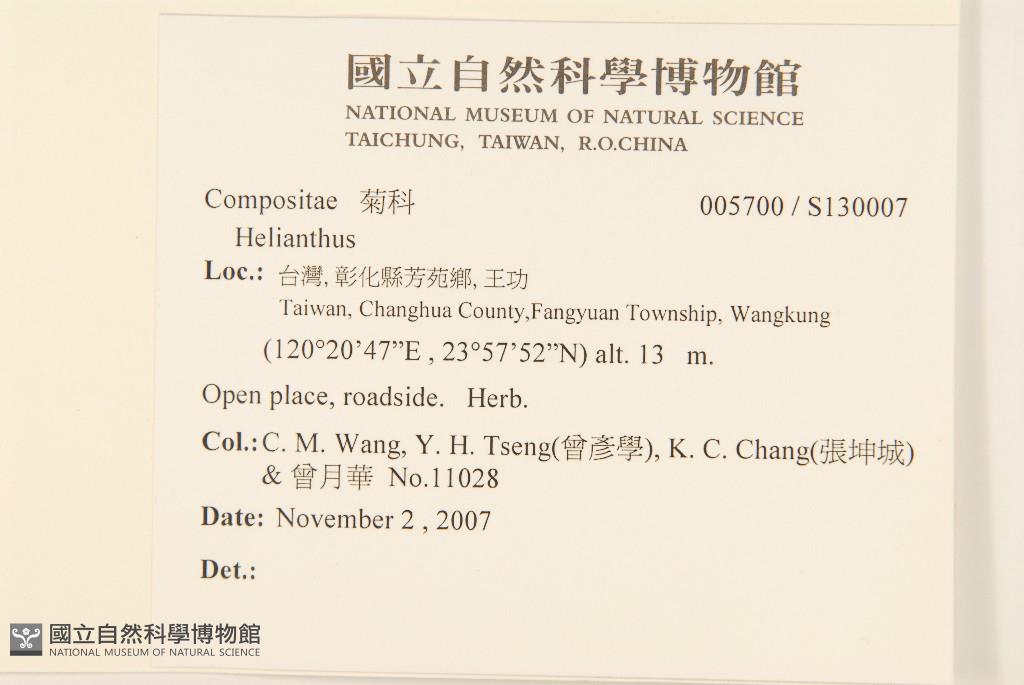 國立自然科學博物館
NATIONAL MUSEUM OF NATURAL SCIENCE
TAICHUNG, TAIWAN, R.O.CHINA
Compositae 菊科 005700 / S130007
Helianthus
Loc.: 台灣, 彰化縣芳苑鄉, 王功
Taiwan, Changhua County,Fangyuan Township, Wangkung
(120°20’47”E , 23°57’52”N) alt. 13 m.
Open place, roadside. Herb.
Col.: C. M. Wang, Y. H. Tseng(曾彥學), K. C. Chang(張坤城)
& 曾月華 No.11028
Date: November 2 , 2007
Det.:
國立自然科學博物館
NATIONAL MUSEUM OF NATURAL SCIENCE